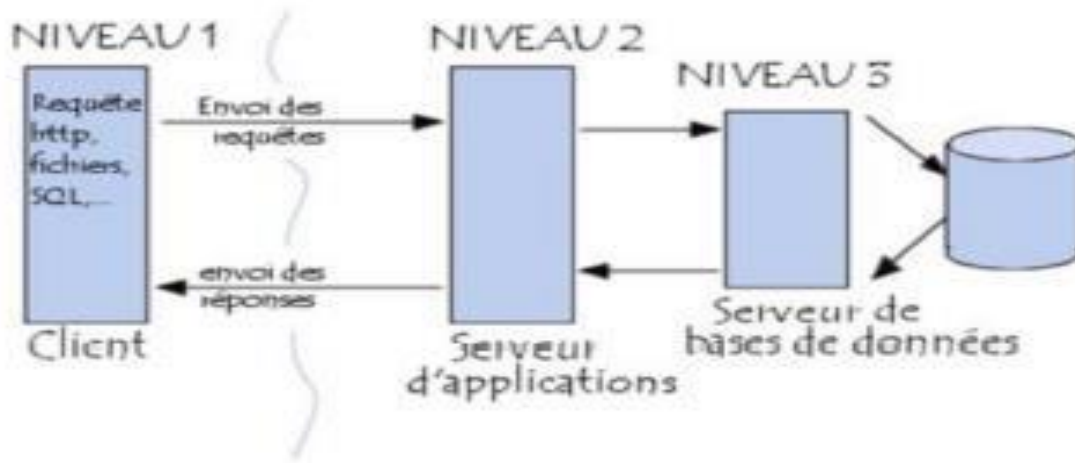 NIVEAU 1
NIVEAU 2
NIVEAU 3
Requête
http,
fichiers,
SQL,...
Envoi des
requêtes
envoi des
réponses
Client
Serveur
d'applications
Serveur de
bases de données